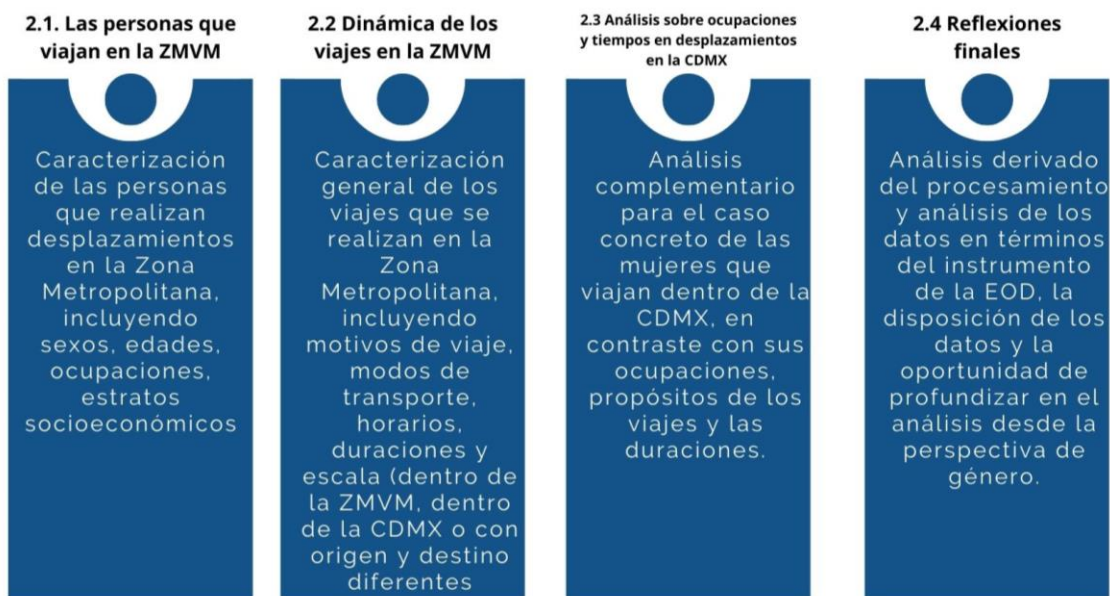 2.1. Las personas que
viajan en la ZMVM
Caracterización
de las personas
que realizan
desplazamientos
en la Zona
Metropolitana,
incluyendo
sexos, edades,
ocupaciones,
estratos
socioeconómicos
2.2 Dinámica de los
viajes en la ZMVM
Caracterización
general de los
viajes que se
realizan en la
Zona
Metropolitana,
incluyendo
motivos de viaje,
modos de
transporte,
horarios,
duraciones y
escala (dentro de
la ZMVM, dentro
de la CDMX o con
origen y destino
diferentes
2.3 Análisis sobre ocupaciones
y tiempos en desplazamientos
en la CDMX
Análisis
complementario
para el caso
concreto de las
mujeres que
viajan dentro de la
CDMX, en
contraste con sus
ocupaciones,
propósitos de los
viajes y las
duraciones.
2.4 Reflexiones
finales
Análisis derivado
del procesamiento
y análisis de los
datos en términos
del instrumento
de la EOD, la
disposición de los
datos y la
oportunidad de
profundizar en el
análisis desde la
perspectiva de
género.